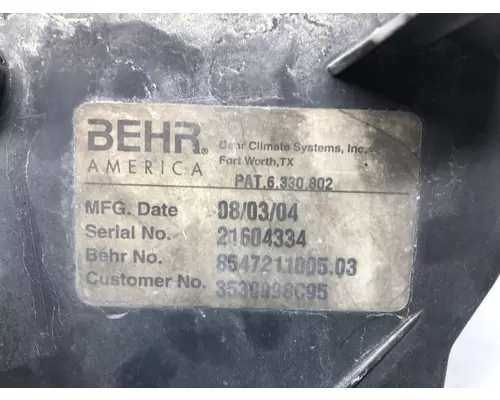 BEHR® Behr Climate Systems, Inc.
AMERICA Fort Worth, TX
PAT. 6,330,802
MFG. Date 08/03/04
Serial No. 21604334
Behr No. 8547211005.03
Customer No.